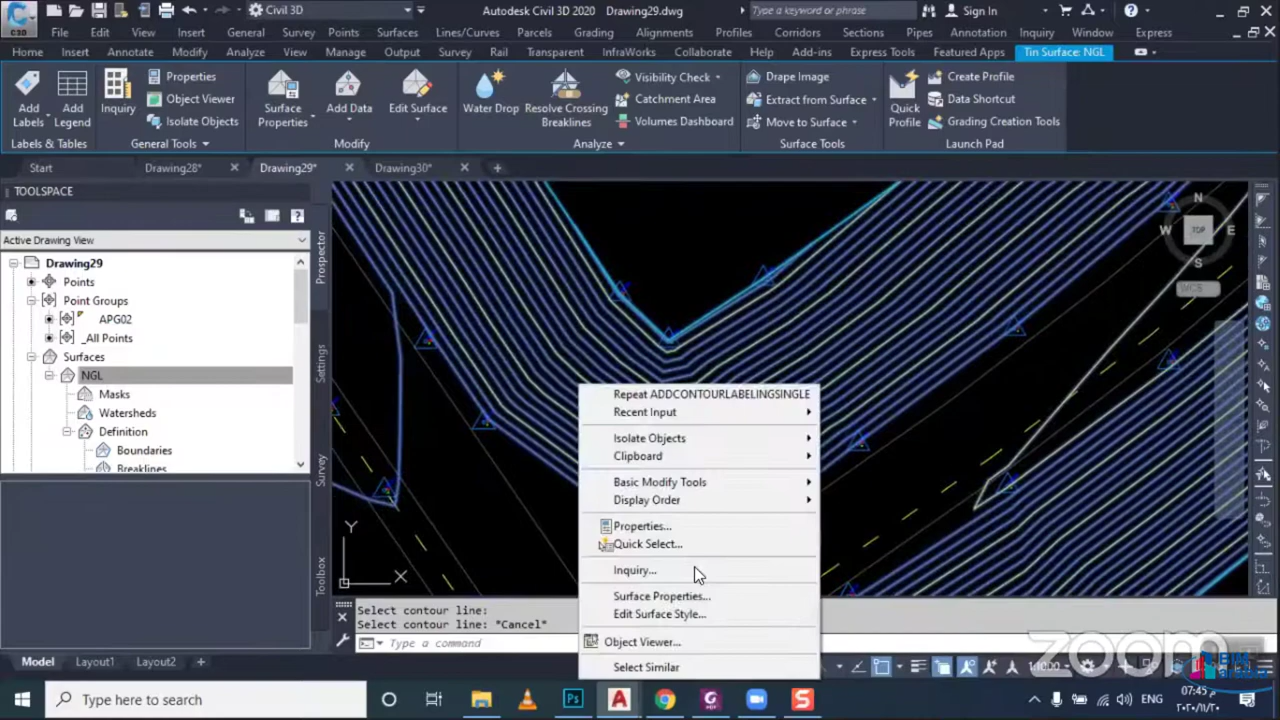 C3D
Civil 3D
Autodesk Civil 3D 2020 Drawing29.dwg
Type a keyword or phrase
Sign In
File Edit View Insert General Survey Points Surfaces Lines/Curves Parcels Grading Alignments Profiles Corridors Sections Annotation Inquiry Window Express
Home Insert Annotate Modify Analyze View Manage Output Survey Rail Transparent InfraWorks Collaborate Help Add-ins Express Tools Featured Apps Tin Surface: NGL
Add Labels
Add Legend
Inquiry
Properties
Object Viewer
Isolate Objects
Surface Properties
Add Data
Edit Surface
Water Drop
Resolve Crossing Breaklines
Visibility Check
Catchment Area
Volumes Dashboard
Drape Image
Extract from Surface
Move to Surface
Quick Profile
Create Profile
Data Shortcut
Grading Creation Tools
Labels & Tables General Tools Modify Analyze Surface Tools Launch Pad
Start Drawing28* Drawing29* Drawing30*
TOOLSPACE
Active Drawing View
Drawing29
Points
Point Groups
APG02
_All Points
Surfaces
NGL
Masks
Watersheds
Definition
Boundaries
Breaklines
Prospector
Settings
Survey
Toolbox
N
W TOP E
S
WCS
Y
X
Repeat ADDCONTOURLABELINGSINGLE
Recent Input
Isolate Objects
Clipboard
Basic Modify Tools
Display Order
Properties...
Quick Select...
Inquiry...
Surface Properties...
Edit Surface Style...
Object Viewer...
Select Similar
Select contour line:
Select contour line: *Cancel*
Type a command
Model Layout1 Layout2
1:1000
zoom
Type here to search
ENG
07:45 م
٢٠٢٠/١١/٢٠